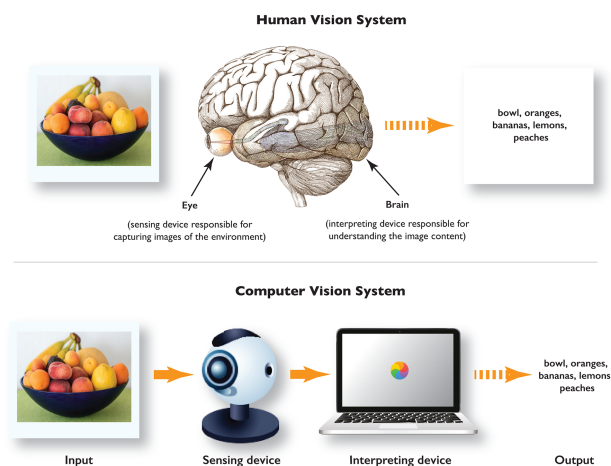 Human Vision System
bowl, oranges,
bananas, lemons,
peaches
Eye
(sensing device responsible for
capturing images of the environment)
Brain
(interpreting device responsible for
understanding the image content)
Computer Vision System
bowl, oranges,
bananas, lemons
peaches
Input
Sensing device
Interpreting device
Output